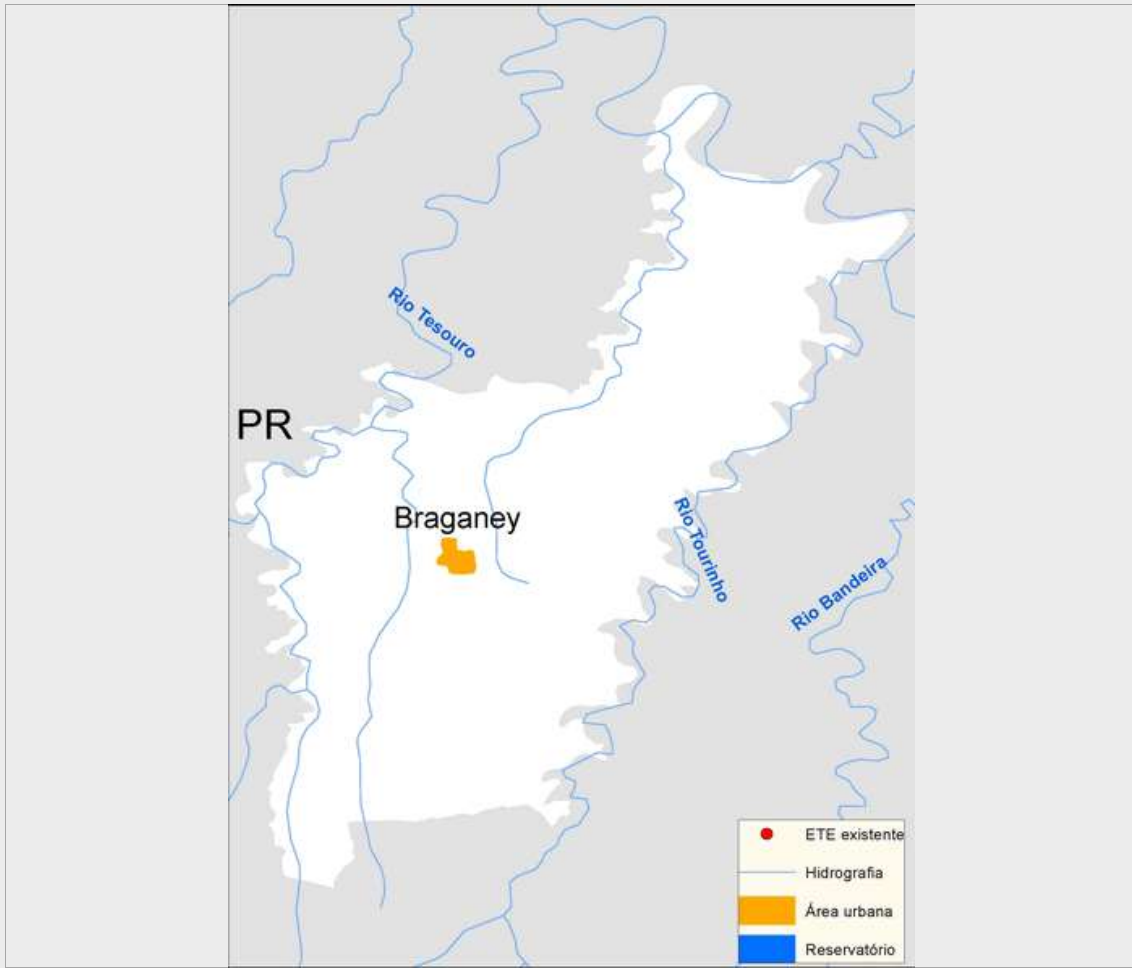 Rio Tesouro
PR
Braganey
Rio Tourinho
Rio Bandeira
ETE existente
Hidrografia
Área urbana
Reservatório